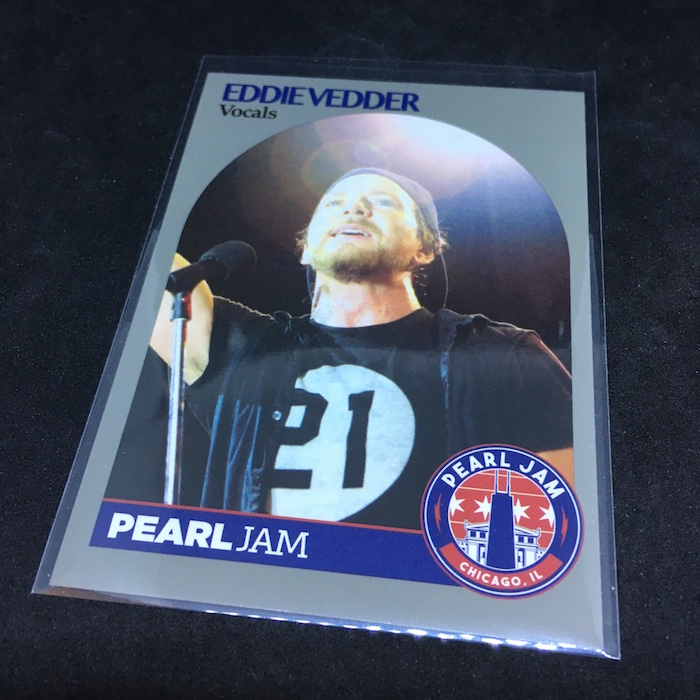 EDDIE VEDDER
Vocals
21
PEARL JAM
PEARL JAM
CHICAGO, IL